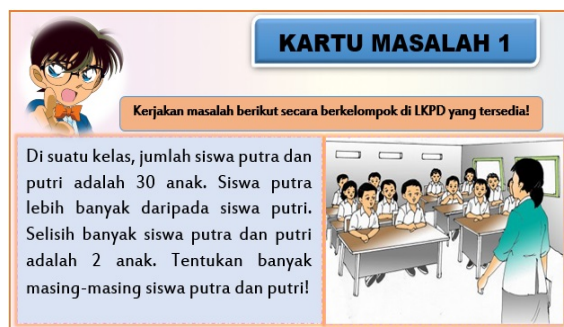 KARTU MASALAH 1
Kerjakan masalah berikut secara berkelompok di LKPD yang tersedia!
Di suatu kelas, jumlah siswa putra dan
putri adalah 30 anak. Siswa putra
lebih banyak daripada siswa putri.
Selisih banyak siswa putra dan putri
adalah 2 anak. Tentukan banyak
masing-masing siswa putra dan putri!